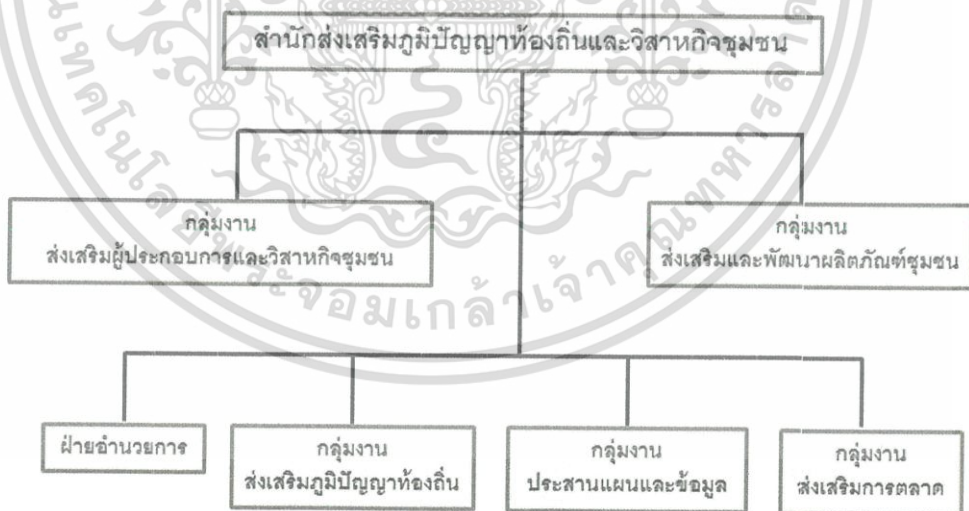 สำนักส่งเสริมภูมิปัญญาท้องถิ่นและวิสาหกิจชุมชน
กลุ่มงาน
ส่งเสริมผู้ประกอบการและวิสาหกิจชุมชน
กลุ่มงาน
ส่งเสริมและพัฒนาผลิตภัณฑ์ชุมชน
ฝ่ายอำนวยการ
กลุ่มงาน
ส่งเสริมภูมิปัญญาท้องถิ่น
กลุ่มงาน
ประสานแผนและข้อมูล
กลุ่มงาน
ส่งเสริมการตลาด